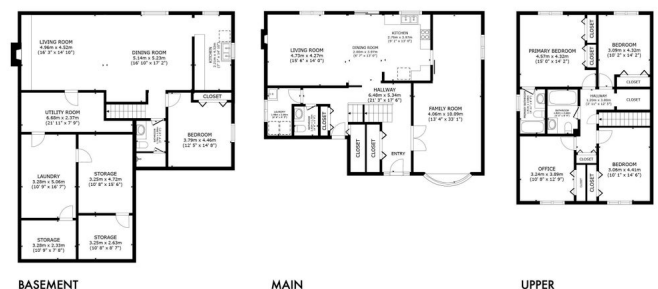 LIVING ROOM
4.96m x 4.52m
(16' 3" x 14' 10")
DINING ROOM
5.14m x 5.23m
(16' 10" x 17' 2")
KITCHEN
UTILITY ROOM
6.68m x 2.37m
(21' 11" x 7' 9")
CLOSET
BEDROOM
3.79m x 4.46m
(12' 5" x 14' 8")
LAUNDRY
3.28m x 5.06m
(10' 9" x 16' 7")
STORAGE
3.25m x 4.72m
(10' 8" x 15' 6")
STORAGE
3.28m x 2.33m
(10' 9" x 7' 8")
STORAGE
3.25m x 2.63m
(10' 8" x 8' 7")
BASEMENT
LIVING ROOM
4.73m x 4.27m
(15' 6" x 14' 0")
DINING ROOM
KITCHEN
HALLWAY
6.48m x 5.34m
(21' 3" x 17' 6")
FAMILY ROOM
4.06m x 10.09m
(13' 4" x 33' 1")
CLOSET
CLOSET
CLOSET
CLOSET
ENTRY
MAIN
PRIMARY BEDROOM
4.57m x 4.32m
(15' 0" x 14' 2")
CLOSET
CLOSET
BEDROOM
3.09m x 4.32m
(10' 2" x 14' 2")
CLOSET
HALLWAY
CLOSET
OFFICE
3.24m x 3.89m
(10' 8" x 12' 9")
CLOSET
CLOSET
BEDROOM
3.06m x 4.41m
(10' 1" x 14' 6")
UPPER